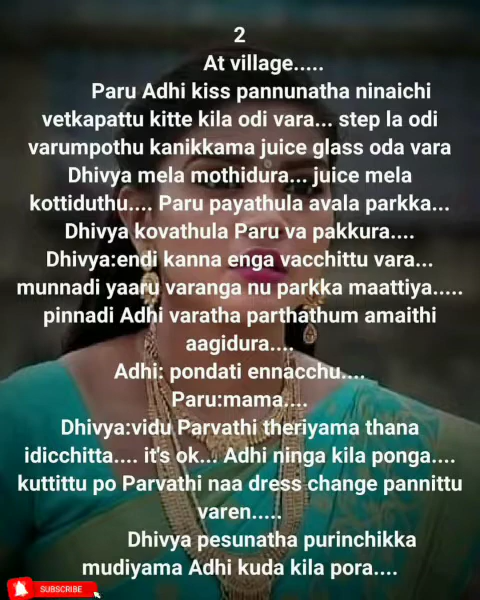 2
At village.....
Paru Adhi kiss pannunatha ninaichi
vetkapattu kitte kila odi vara... step la odi
varumpothu kanikkama juice glass oda vara
Dhivya mela mothidura... juice mela
kottiduthu.... Paru payathula avala parkka...
Dhivya kovathula Paru va pakkura....
Dhivya:endi kanna enga vacchittu vara...
munnadi yaaru varanga nu parkka maattiya.....
pinnadi Adhi varatha parthathum amaithi
aagidura....
Adhi: pondati ennacchu....
Paru:mama....
Dhivya:vidu Parvathi theriyama thana
idicchitta.... it's ok... Adhi ninga kila ponga....
kuttittu po Parvathi naa dress change pannittu
varen.....
Dhivya pesunatha purinchikka
mudiyama Adhi kuda kila pora....
SUBSCRIBE